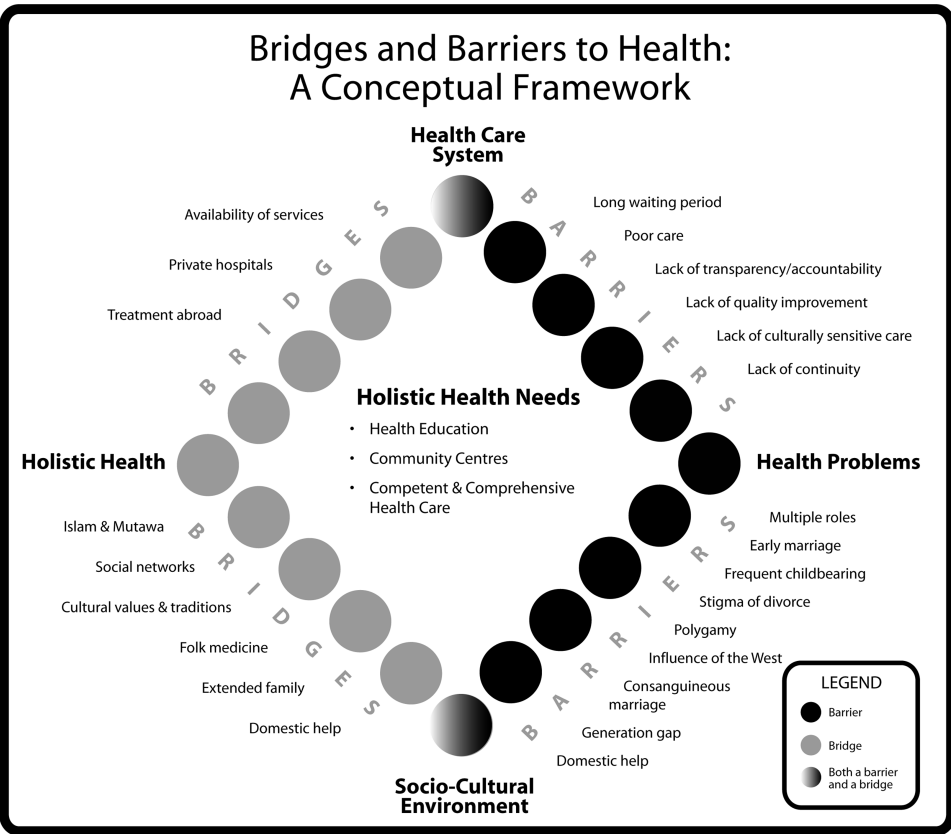 Bridges and Barriers to Health:
A Conceptual Framework
Health Care
System
B R I D G E S
Availability of services
Private hospitals
Treatment abroad
B A R R I E R S
Long waiting period
Poor care
Lack of transparency/accountability
Lack of quality improvement
Lack of culturally sensitive care
Lack of continuity
Holistic Health Needs
• Health Education
• Community Centres
• Competent & Comprehensive
Health Care
Holistic Health
Health Problems
B R I D G E S
Islam & Mutawa
Social networks
Cultural values & traditions
Folk medicine
Extended family
Domestic help
B A R R I E R S
Multiple roles
Early marriage
Frequent childbearing
Stigma of divorce
Polygamy
Influence of the West
Consanguineous
marriage
Generation gap
Domestic help
Socio-Cultural
Environment
LEGEND
Barrier
Bridge
Both a barrier
and a bridge